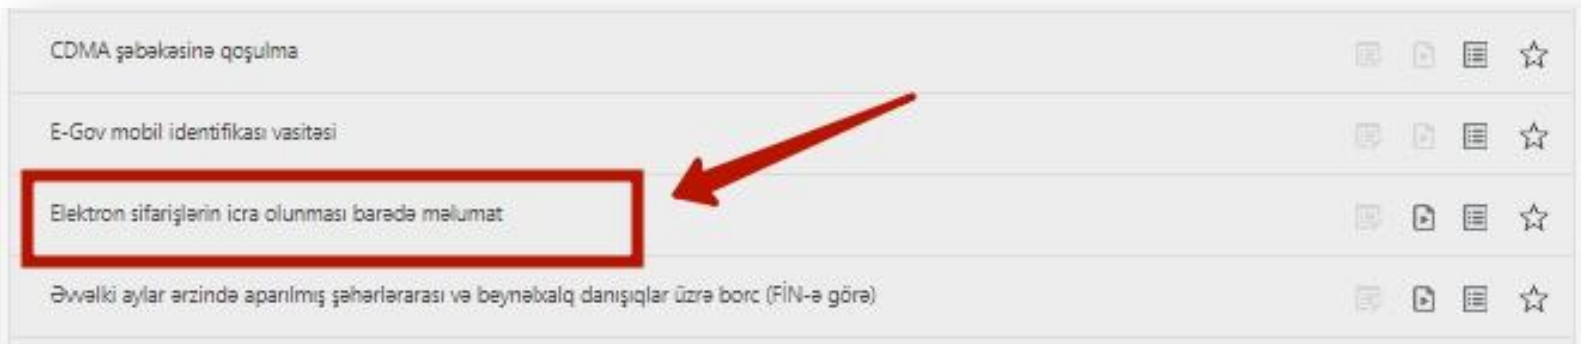 CDMA şəbəkəsinə qoşulma
E-Gov mobil identifikası vasitəsi
Elektron sifarişlərin icra olunması barədə məlumat
Əvvəlki aylar ərzində aparılmış şəhərlərarası və beynəlxalq danışıqlar üzrə borc (FİN-ə görə)